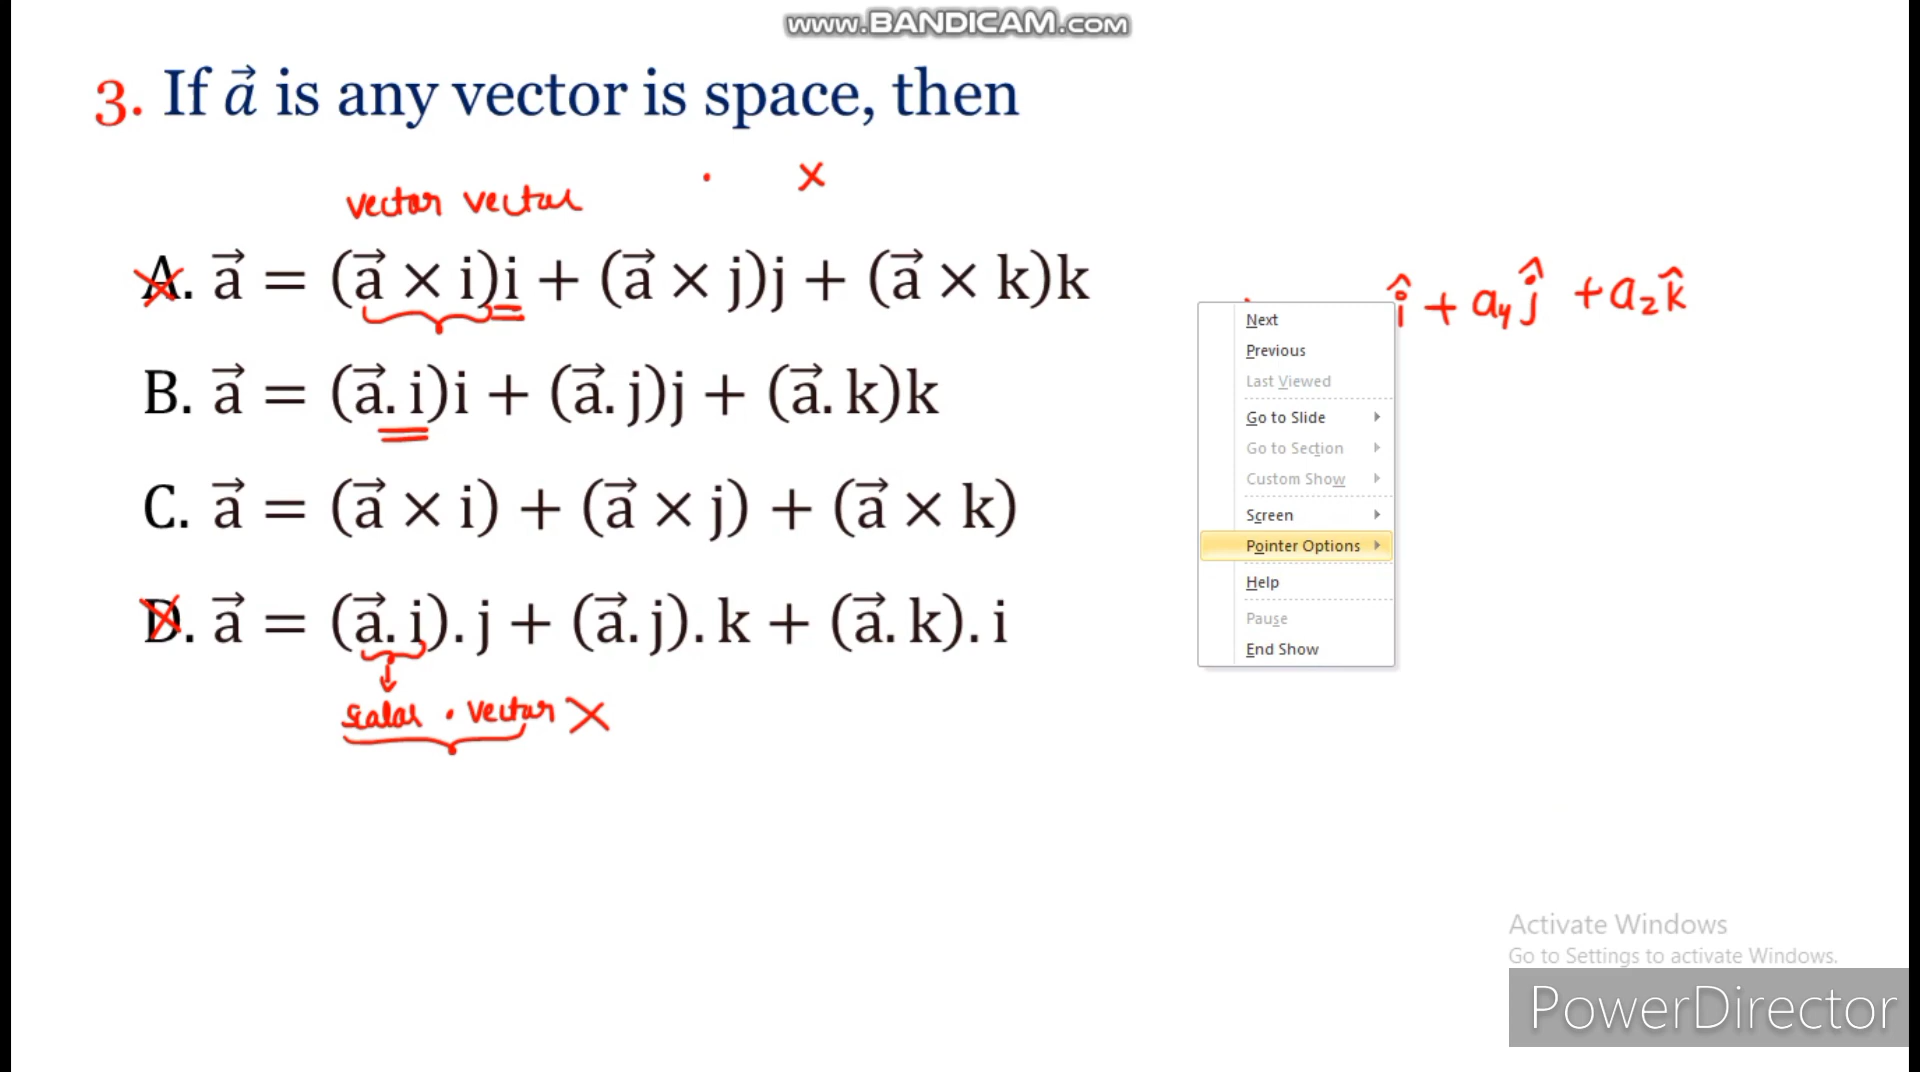 www.BANDICAM.com
3. If a⃗ is any vector is space, then
. ×
vector vector
A. a⃗ = (a⃗ × i)i + (a⃗ × j)j + (a⃗ × k)k
î + a_y ĵ + a_z k̂
B. a⃗ = (a⃗. i)i + (a⃗. j)j + (a⃗. k)k
C. a⃗ = (a⃗ × i) + (a⃗ × j) + (a⃗ × k)
D. a⃗ = (a⃗. i). j + (a⃗. j). k + (a⃗. k). i
scalar . vector ×
Next
Previous
Last Viewed
Go to Slide
Go to Section
Custom Show
Screen
Pointer Options
Help
Pause
End Show
Activate Windows
Go to Settings to activate Windows.
PowerDirector